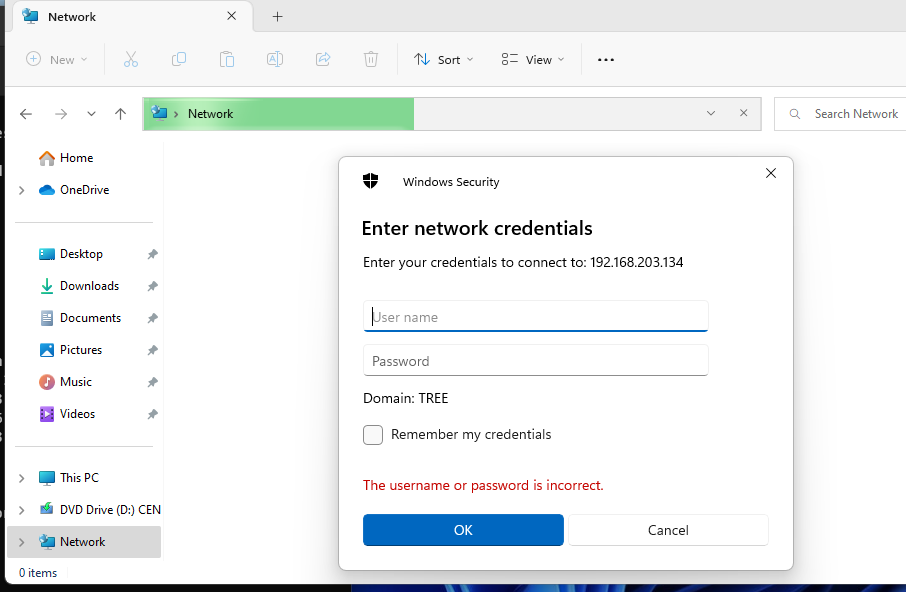 Network
New
Sort
View
Network
Search Network
Home
OneDrive
Desktop
Downloads
Documents
Pictures
Music
Videos
This PC
DVD Drive (D:) CEN
Network
0 items
Windows Security
Enter network credentials
Enter your credentials to connect to: 192.168.203.134
User name
Password
Domain: TREE
Remember my credentials
The username or password is incorrect.
OK
Cancel